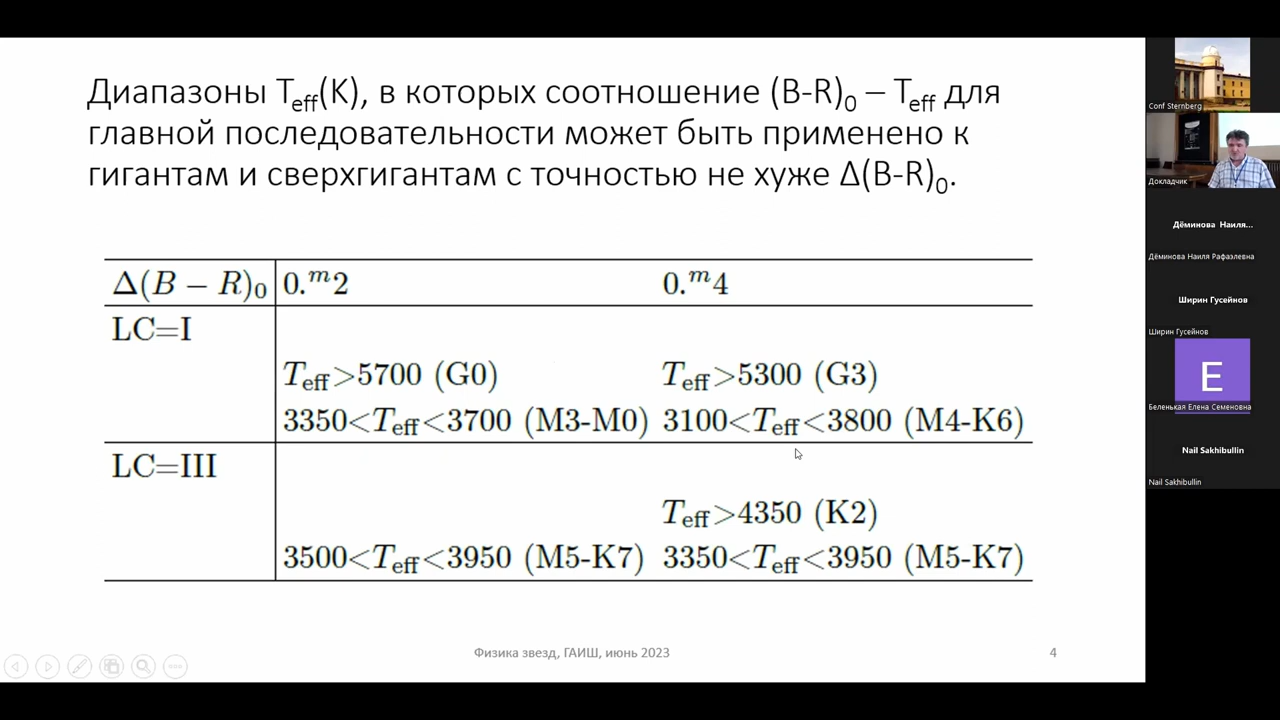 Диапазоны Teff(K), в которых соотношение (B-R)0 – Teff для
главной последовательности может быть применено к
гигантам и сверхгигантам с точностью не хуже Δ(B-R)0.
Δ(B − R)0 0.m2 0.m4
LC=I
Teff>5700 (G0) Teff>5300 (G3)
3350<Teff<3700 (M3-M0) 3100<Teff<3800 (M4-K6)
LC=III
Teff>4350 (K2)
3500<Teff<3950 (M5-K7) 3350<Teff<3950 (M5-K7)
Физика звезд, ГАИШ, июнь 2023
4
Conf Sternberg
Докладчик
Дёминова Наиля...
Дёминова Наиля Рафаэлевна
Ширин Гусейнов
Ширин Гусейнов
E
Беленькая Елена Семеновна
Nail Sakhibullin
Nail Sakhibullin